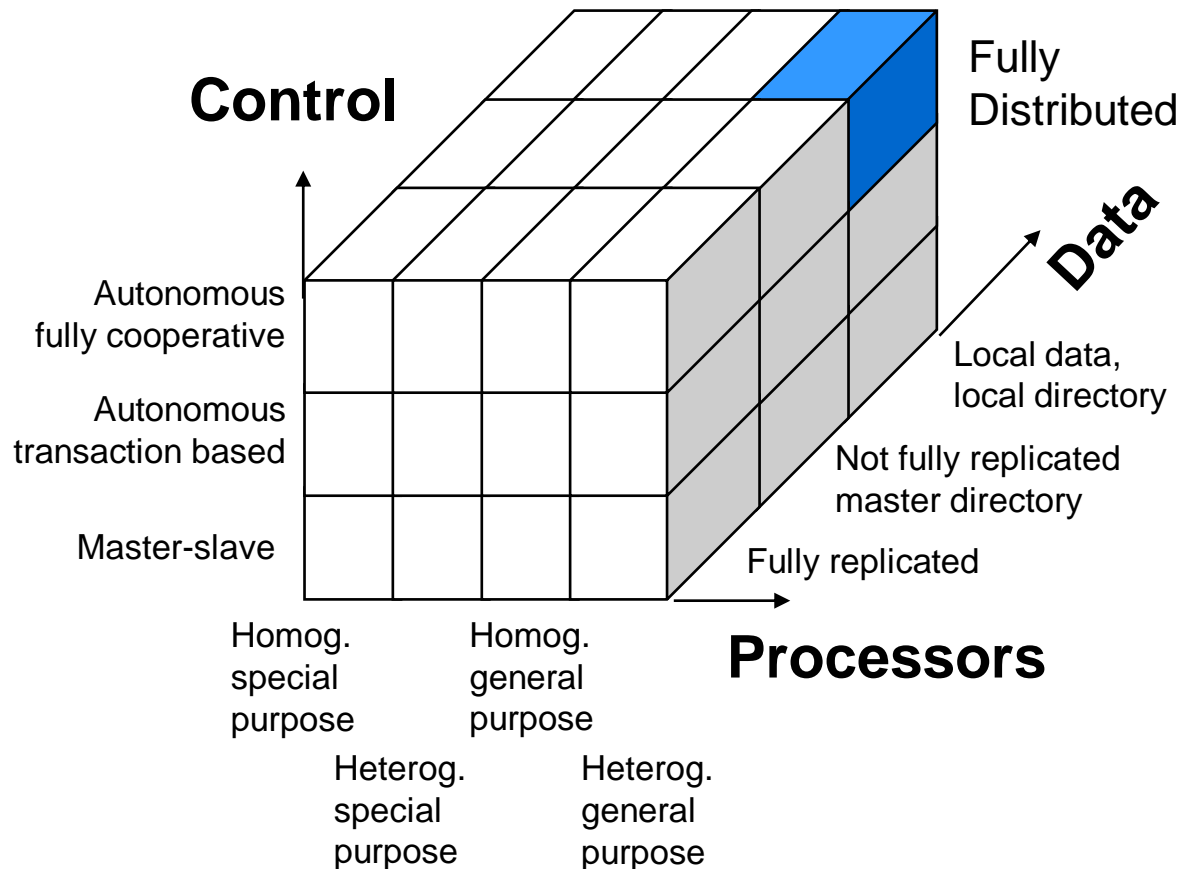 Control
Fully
Distributed
Data
Autonomous
fully cooperative
Autonomous
transaction based
Master-slave
Local data,
local directory
Not fully replicated
master directory
Fully replicated
Processors
Homog.
special
purpose
Heterog.
special
purpose
Homog.
general
purpose
Heterog.
general
purpose